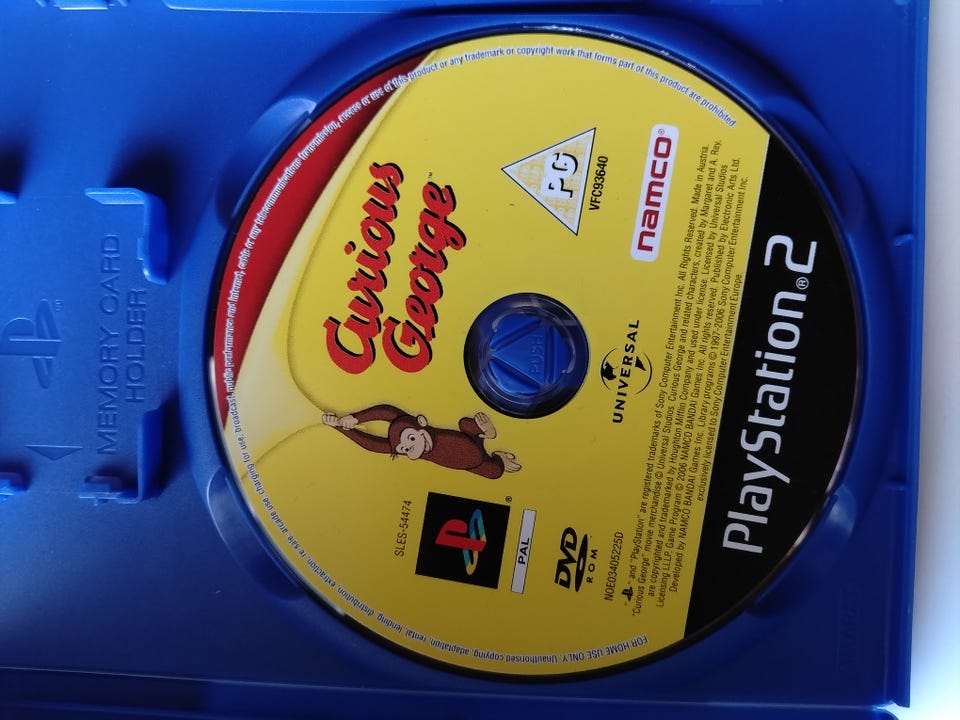 MEMORY CARD
HOLDER
FOR HOME USE ONLY. Unauthorised copying, adaptation, rental, lending, distribution, extraction, re-sale, arcade use, charging for use, broadcast, public performance and internet, cable or any telecommunications transmission, access or use of this product or any trademark or copyright work that forms part of this product are prohibited
Curious
George™
SLES-54474
PG
VFC93640
PAL
®
PUSH
namco®
UNIVERSAL
DVD
ROM
NOE03405225D
" " and "PlayStation" are registered trademarks of Sony Computer Entertainment Inc. All Rights Reserved. Made in Austria.
"Curious George" movie merchandise © Universal Studios. Curious George and related characters, created by Margaret and A. Rey,
are copyrighted and trademarked by Houghton Mifflin Company and used under license. Licensed by Universal Studios
Licensing LLLP. Game Program © 2006 NAMCO BANDAI Games Inc. All rights reserved. Published by Electronic Arts Ltd.
Developed by NAMCO BANDAI Games Inc. Library programs © 1997-2006 Sony Computer Entertainment Inc.
exclusively licensed to Sony Computer Entertainment Europe.
PlayStation®2